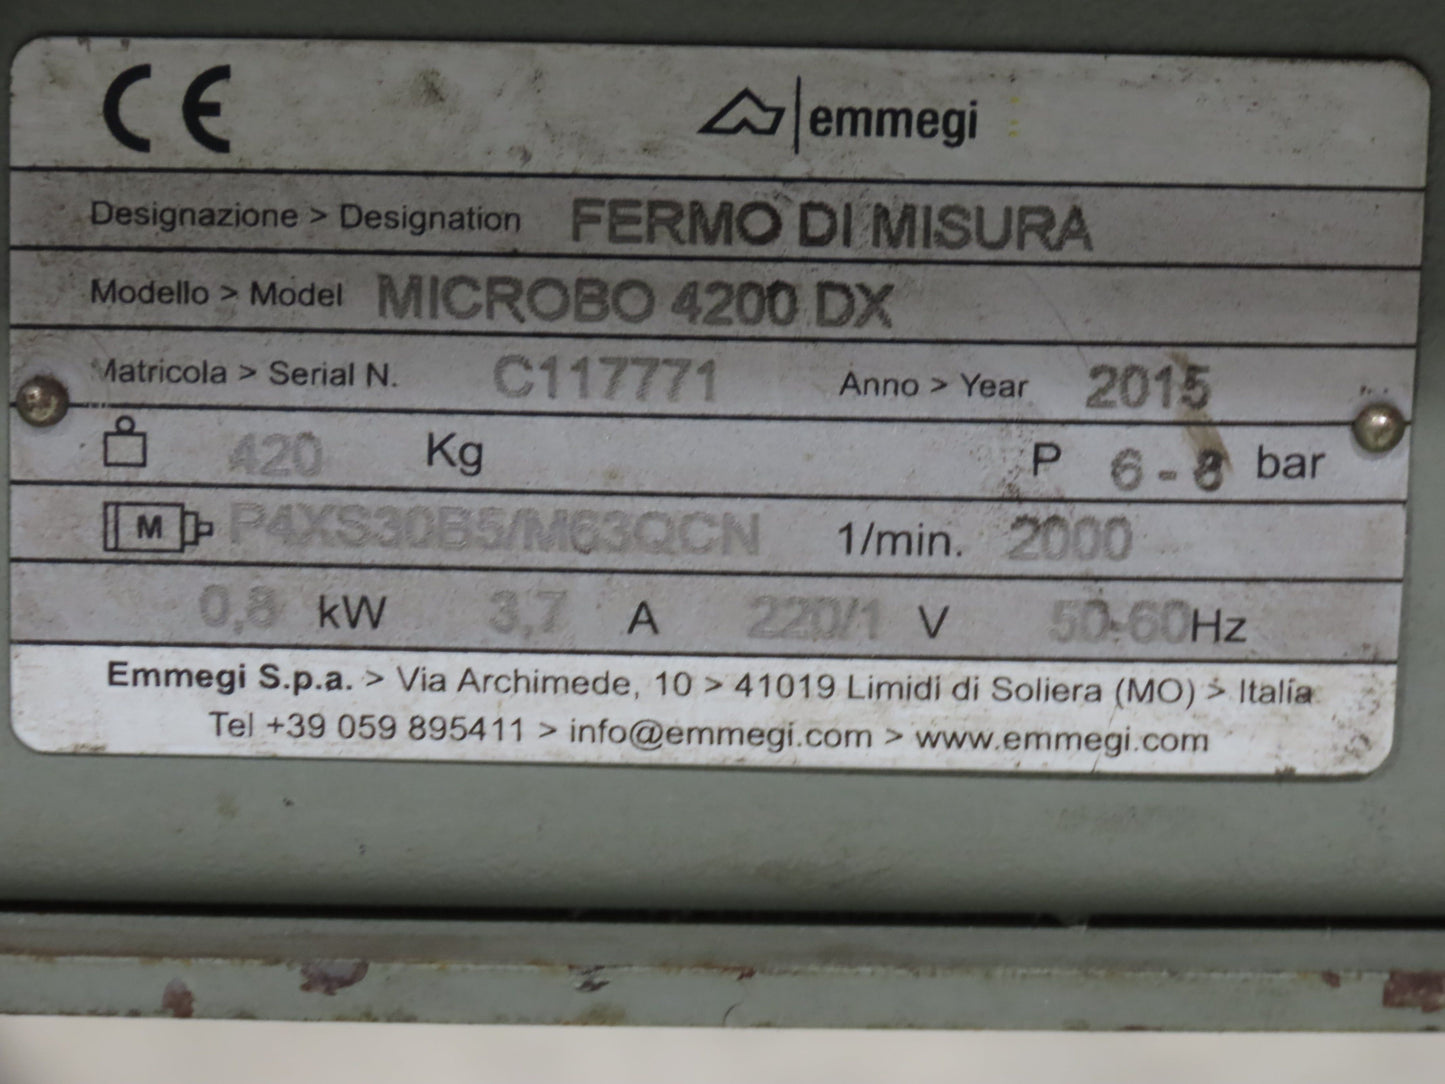 CE
emmegi
Designazione > Designation FERMO DI MISURA
Modello > Model MICROBO 4200 DX
Matricola > Serial N. C117771 Anno > Year 2015
420 Kg P 6 - 8 bar
M P4XS30B5/M63QCN 1/min. 2000
0,8 kW 3,7 A 220/1 V 50-60 Hz
Emmegi S.p.a. > Via Archimede, 10 > 41019 Limidi di Soliera (MO) > Italia
Tel +39 059 895411 > info@emmegi.com > www.emmegi.com